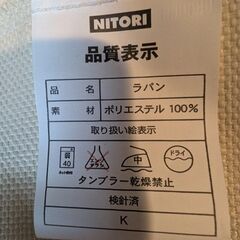 NITORI
品質表示
品 名 ラバン
素 材 ポリエステル 100%
取り扱い絵表示
弱
40
中
ドライ
タンブラー乾燥禁止
検針済
K